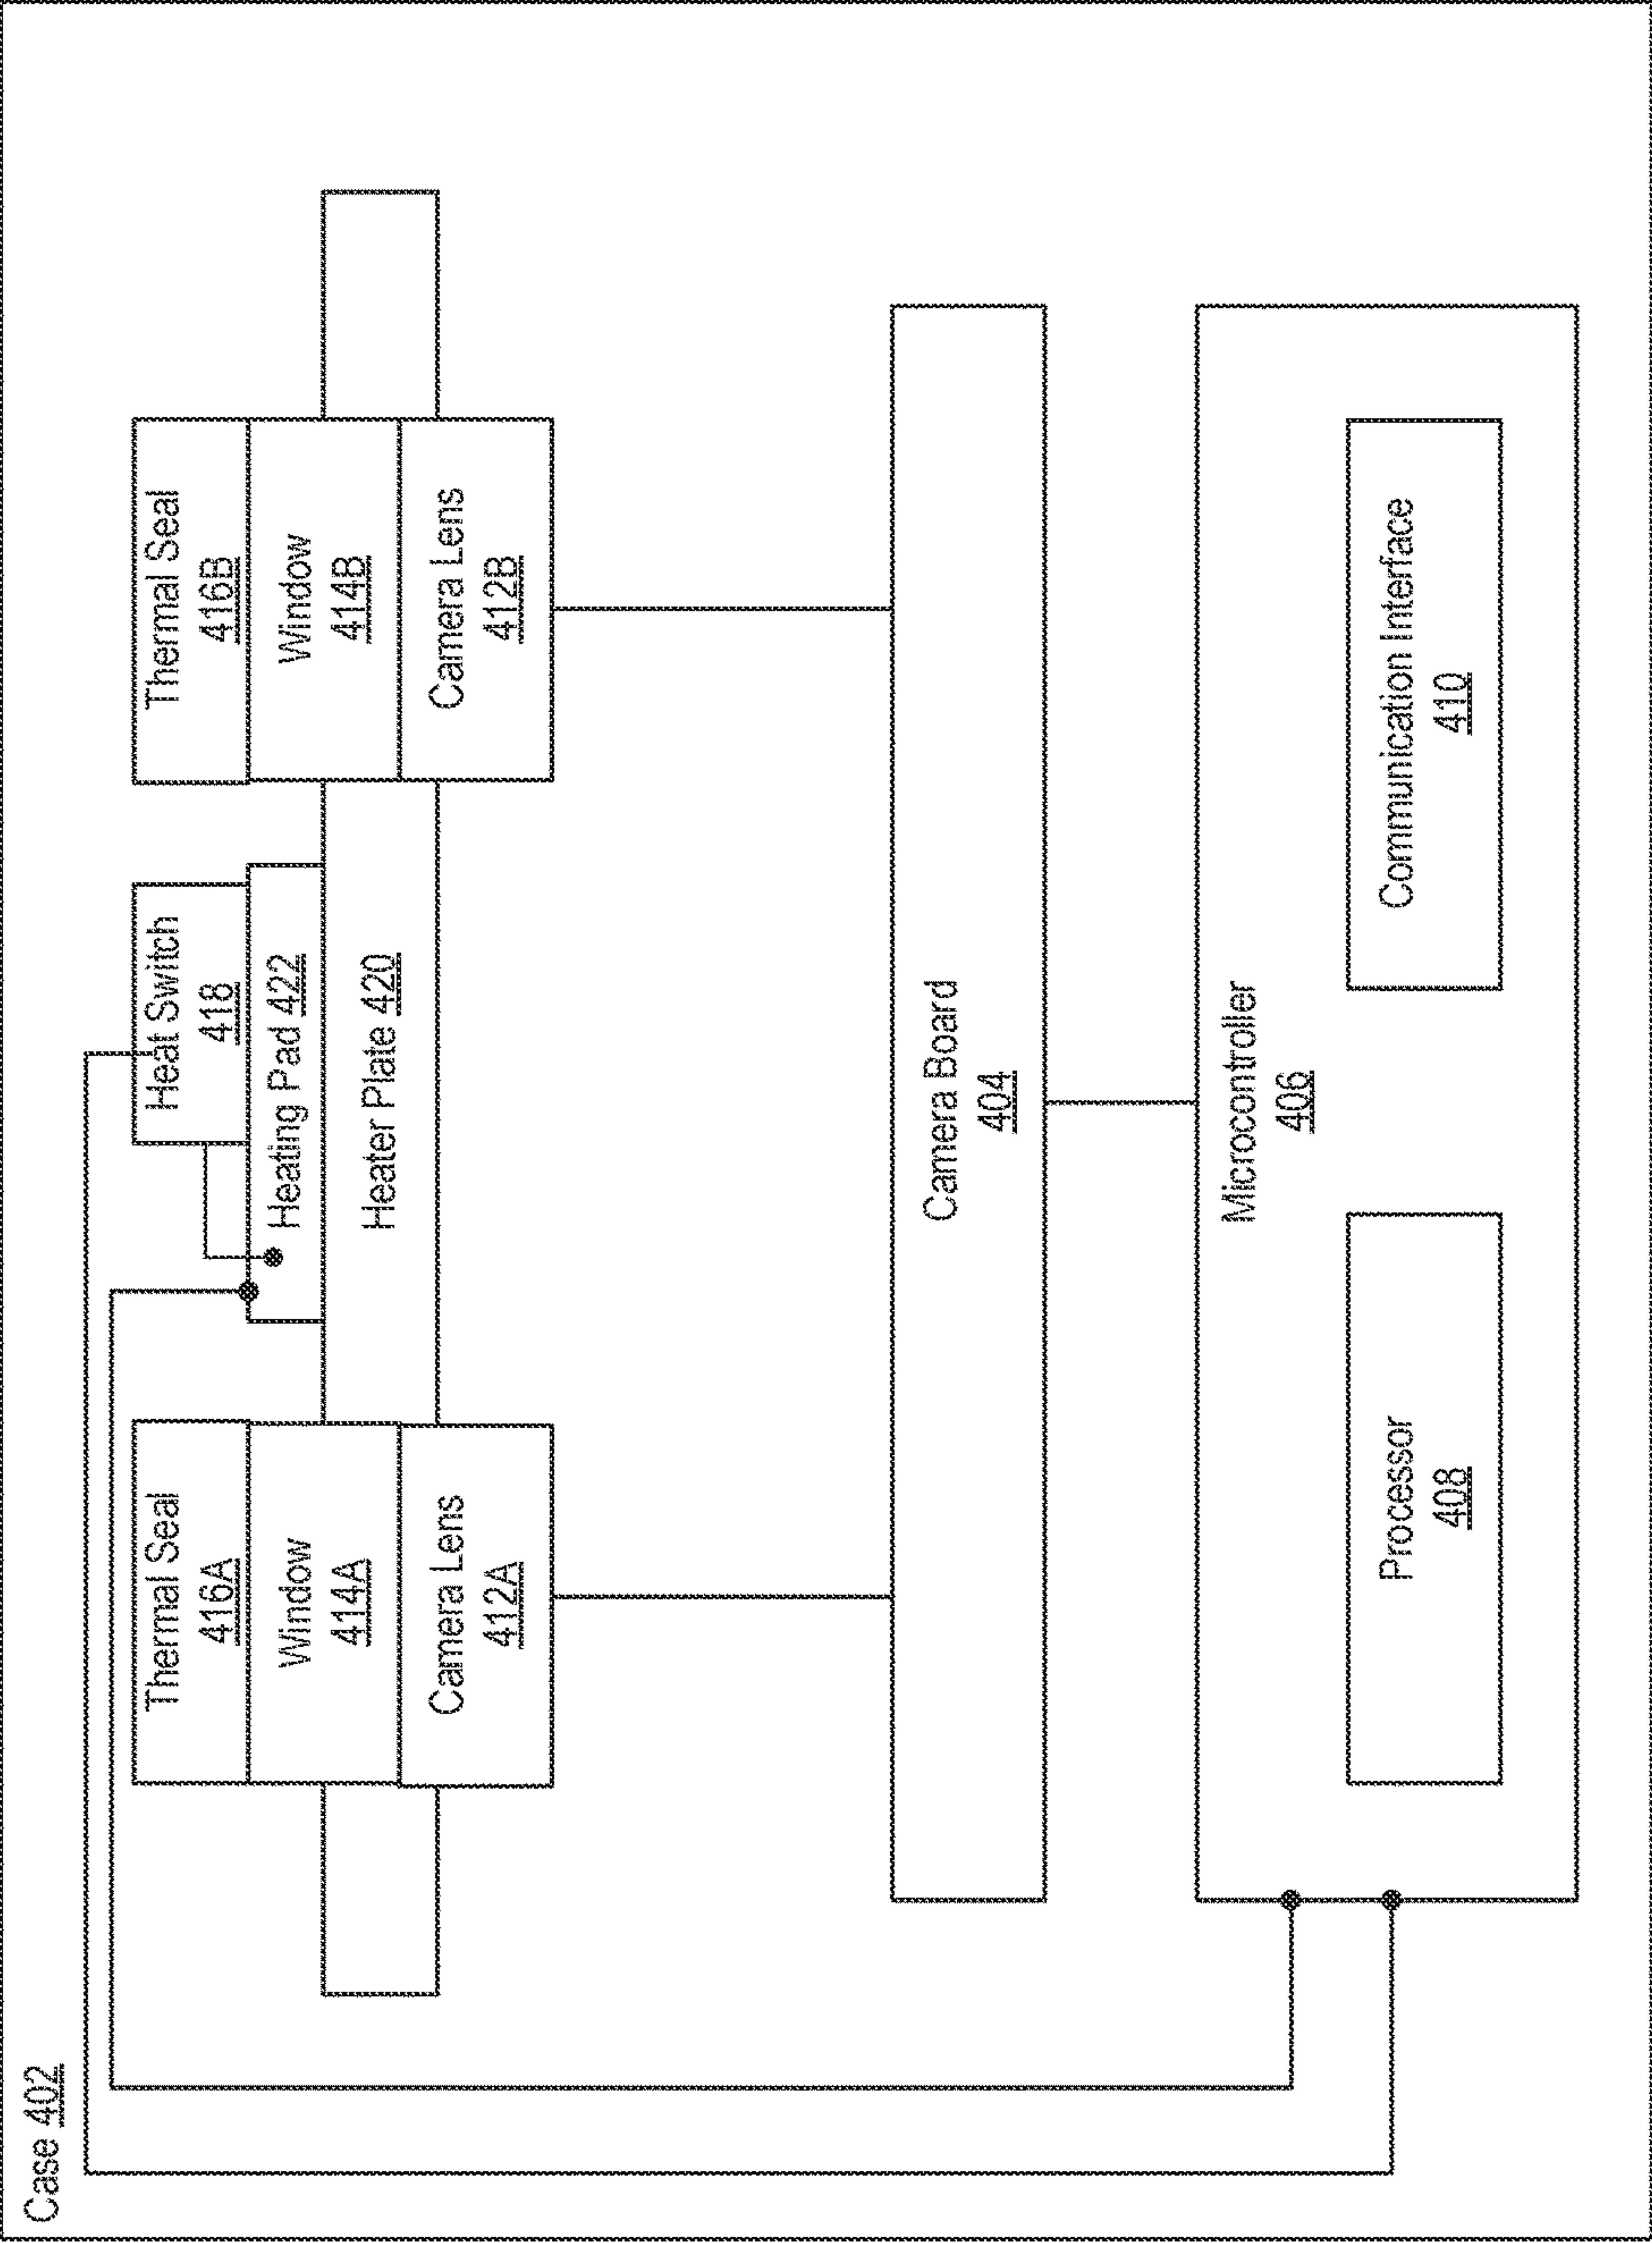 Case 402
Thermal Seal
416A
Window
414A
Camera Lens
412A
Heat Switch
418
Heating Pad 422
Heater Plate 420
Thermal Seal
416B
Window
414B
Camera Lens
412B
Camera Board
404
Microcontroller
406
Processor
408
Communication Interface
410